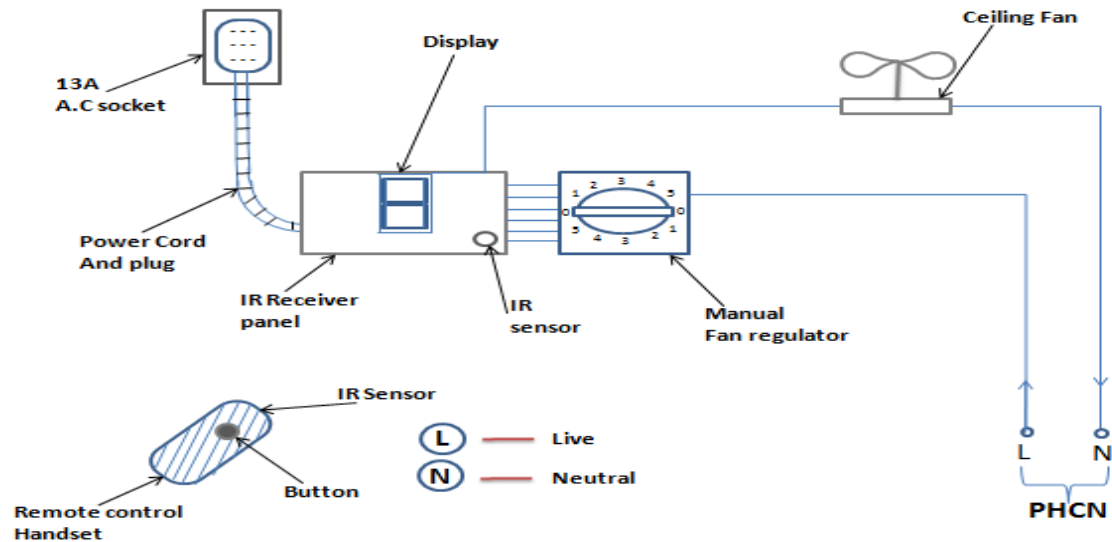 Ceiling Fan
Display
13A
A.C socket
1 2 3 4 5
0 0
5 4 3 2 1
Power Cord
And plug
IR Receiver
panel
IR
sensor
Manual
Fan regulator
IR Sensor
L Live
N Neutral
Button
Remote control
Handset
L N
PHCN